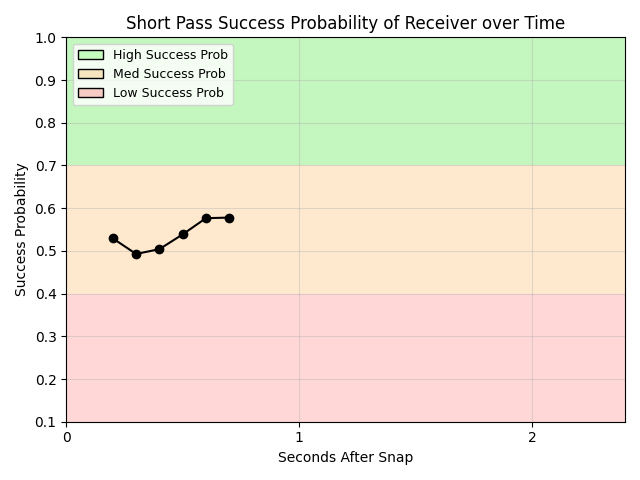 Short Pass Success Probability of Receiver over Time
High Success Prob
Med Success Prob
Low Success Prob
1.0
0.9
0.8
0.7
0.6
0.5
0.4
0.3
0.2
0.1
Success Probability
0 1 2
Seconds After Snap